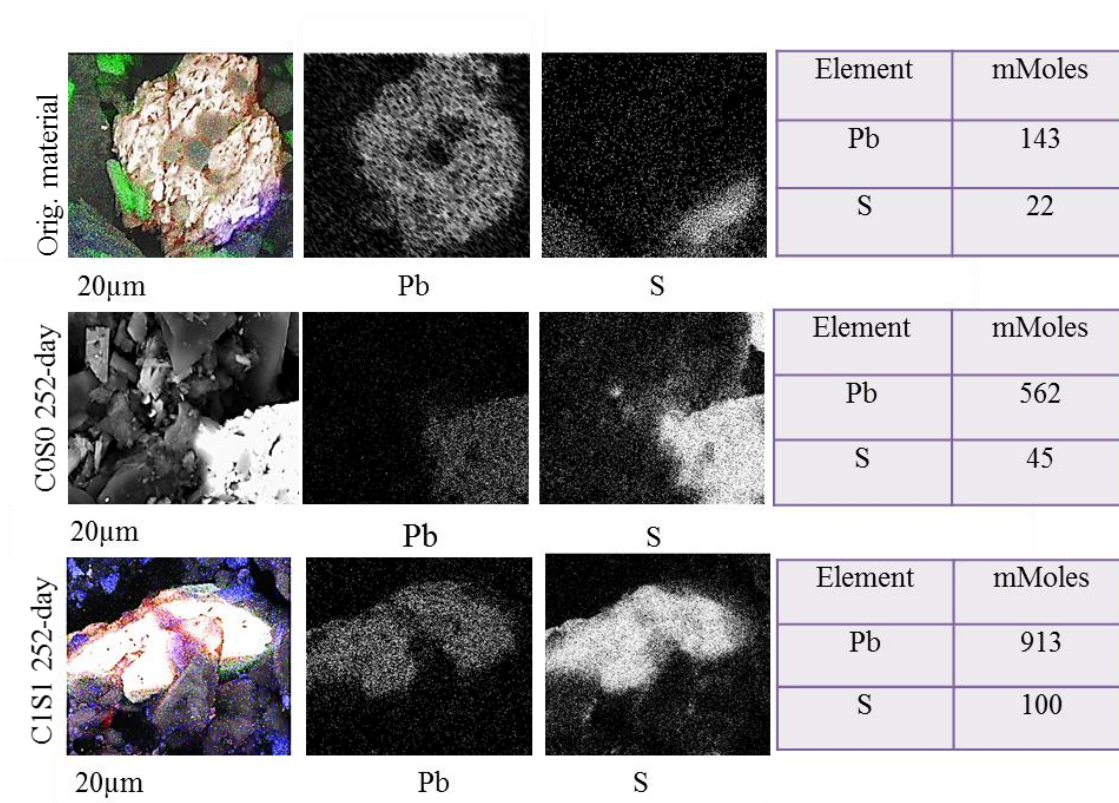 Orig. material
Element mMoles
Pb 143
S 22
20µm Pb S
C0S0 252-day
Element mMoles
Pb 562
S 45
20µm Pb S
C1S1 252-day
Element mMoles
Pb 913
S 100
20µm Pb S